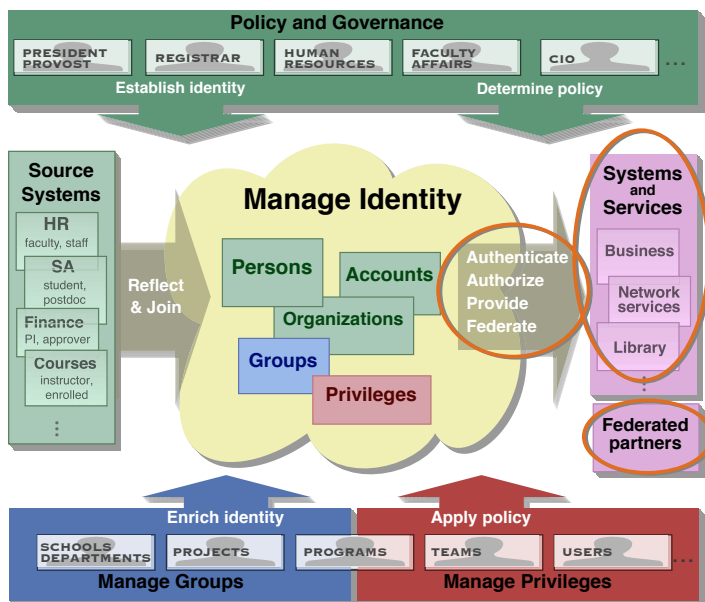 Policy and Governance
PRESIDENT
PROVOST
REGISTRAR
HUMAN
RESOURCES
FACULTY
AFFAIRS
CIO
...
Establish identity
Determine policy
Source
Systems
HR
faculty, staff
SA
student,
postdoc
Finance
PI, approver
Courses
instructor,
enrolled
...
Reflect
& Join
Manage Identity
Persons
Accounts
Organizations
Groups
Privileges
Authenticate
Authorize
Provide
Federate
Systems
and
Services
Business
Network
services
Library
...
Federated
partners
Enrich identity
Apply policy
SCHOOLS
DEPARTMENTS
PROJECTS
PROGRAMS
TEAMS
USERS
...
Manage Groups
Manage Privileges